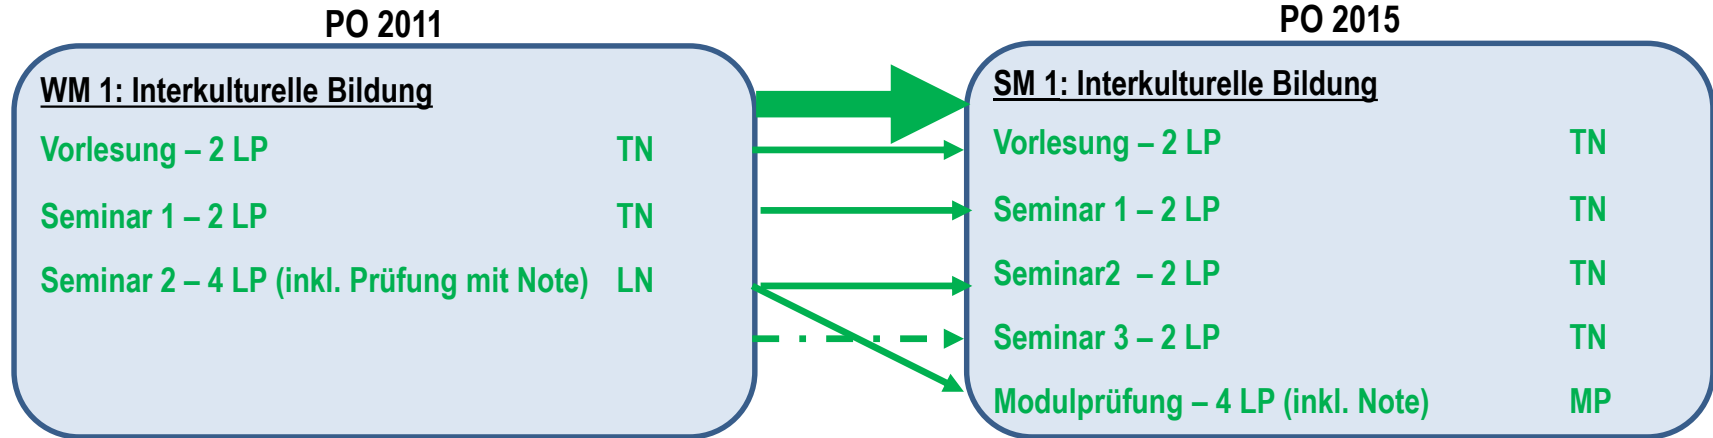 PO 2011
WM 1: Interkulturelle Bildung
Vorlesung – 2 LP TN
Seminar 1 – 2 LP TN
Seminar 2 – 4 LP (inkl. Prüfung mit Note) LN
PO 2015
SM 1: Interkulturelle Bildung
Vorlesung – 2 LP TN
Seminar 1 – 2 LP TN
Seminar2 – 2 LP TN
Seminar 3 – 2 LP TN
Modulprüfung – 4 LP (inkl. Note) MP